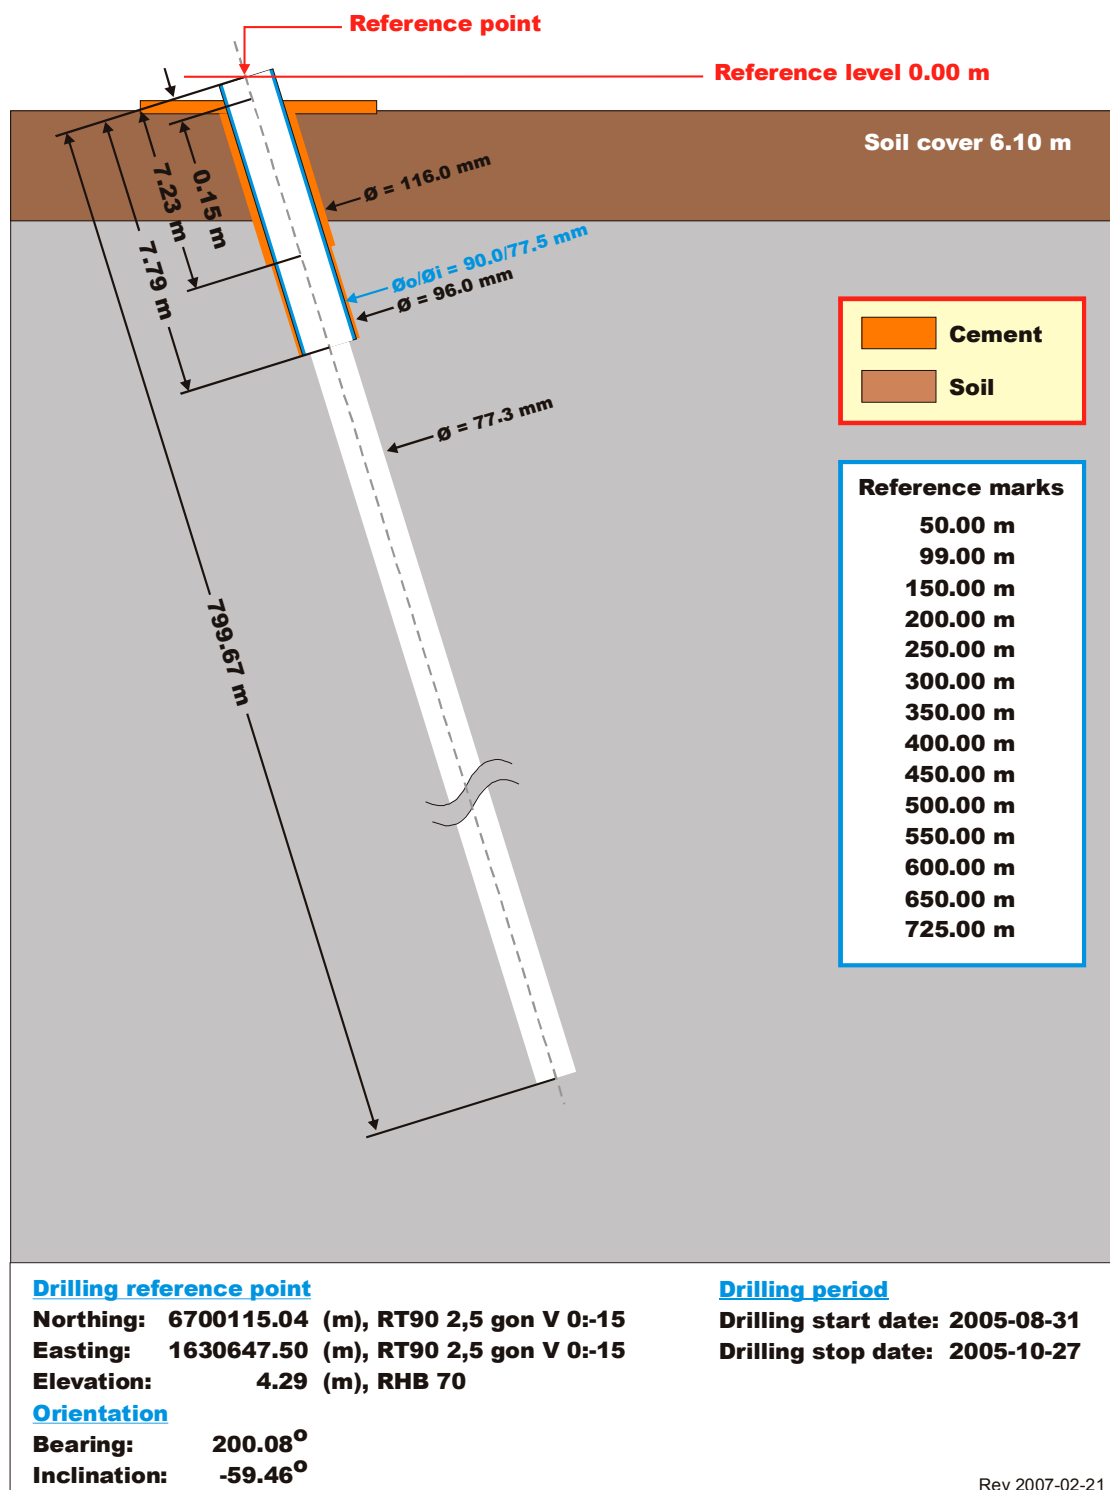 Reference point
Reference level 0.00 m
Soil cover 6.10 m
Ø = 116.0 mm
0.15 m
7.23 m
7.79 m
Øo/Øi = 90.0/77.5 mm
Ø = 96.0 mm
Cement
Soil
Ø = 77.3 mm
799.67 m
Reference marks
50.00 m
99.00 m
150.00 m
200.00 m
250.00 m
300.00 m
350.00 m
400.00 m
450.00 m
500.00 m
550.00 m
600.00 m
650.00 m
725.00 m
Drilling reference point
Northing: 6700115.04 (m), RT90 2,5 gon V 0:-15
Easting: 1630647.50 (m), RT90 2,5 gon V 0:-15
Elevation: 4.29 (m), RHB 70
Orientation
Bearing: 200.08°
Inclination: -59.46°
Drilling period
Drilling start date: 2005-08-31
Drilling stop date: 2005-10-27
Rev 2007-02-21